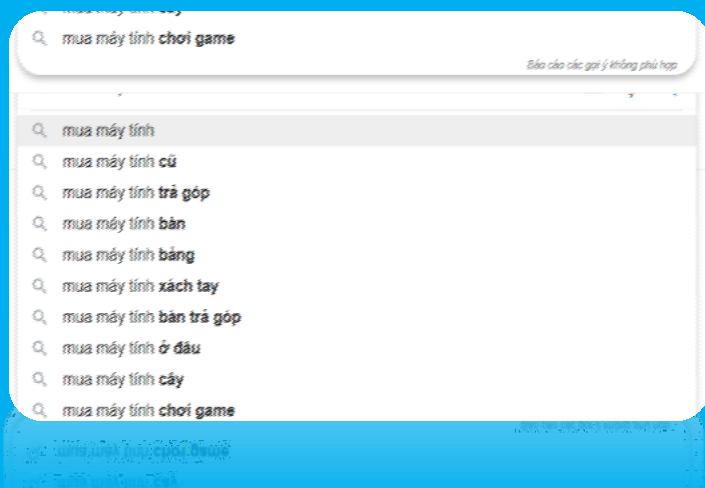 mua máy tính chơi game
Báo cáo các gợi ý không phù hợp
mua máy tính
mua máy tính cũ
mua máy tính trả góp
mua máy tính bàn
mua máy tính bảng
mua máy tính xách tay
mua máy tính bàn trả góp
mua máy tính ở đâu
mua máy tính cây
mua máy tính chơi game